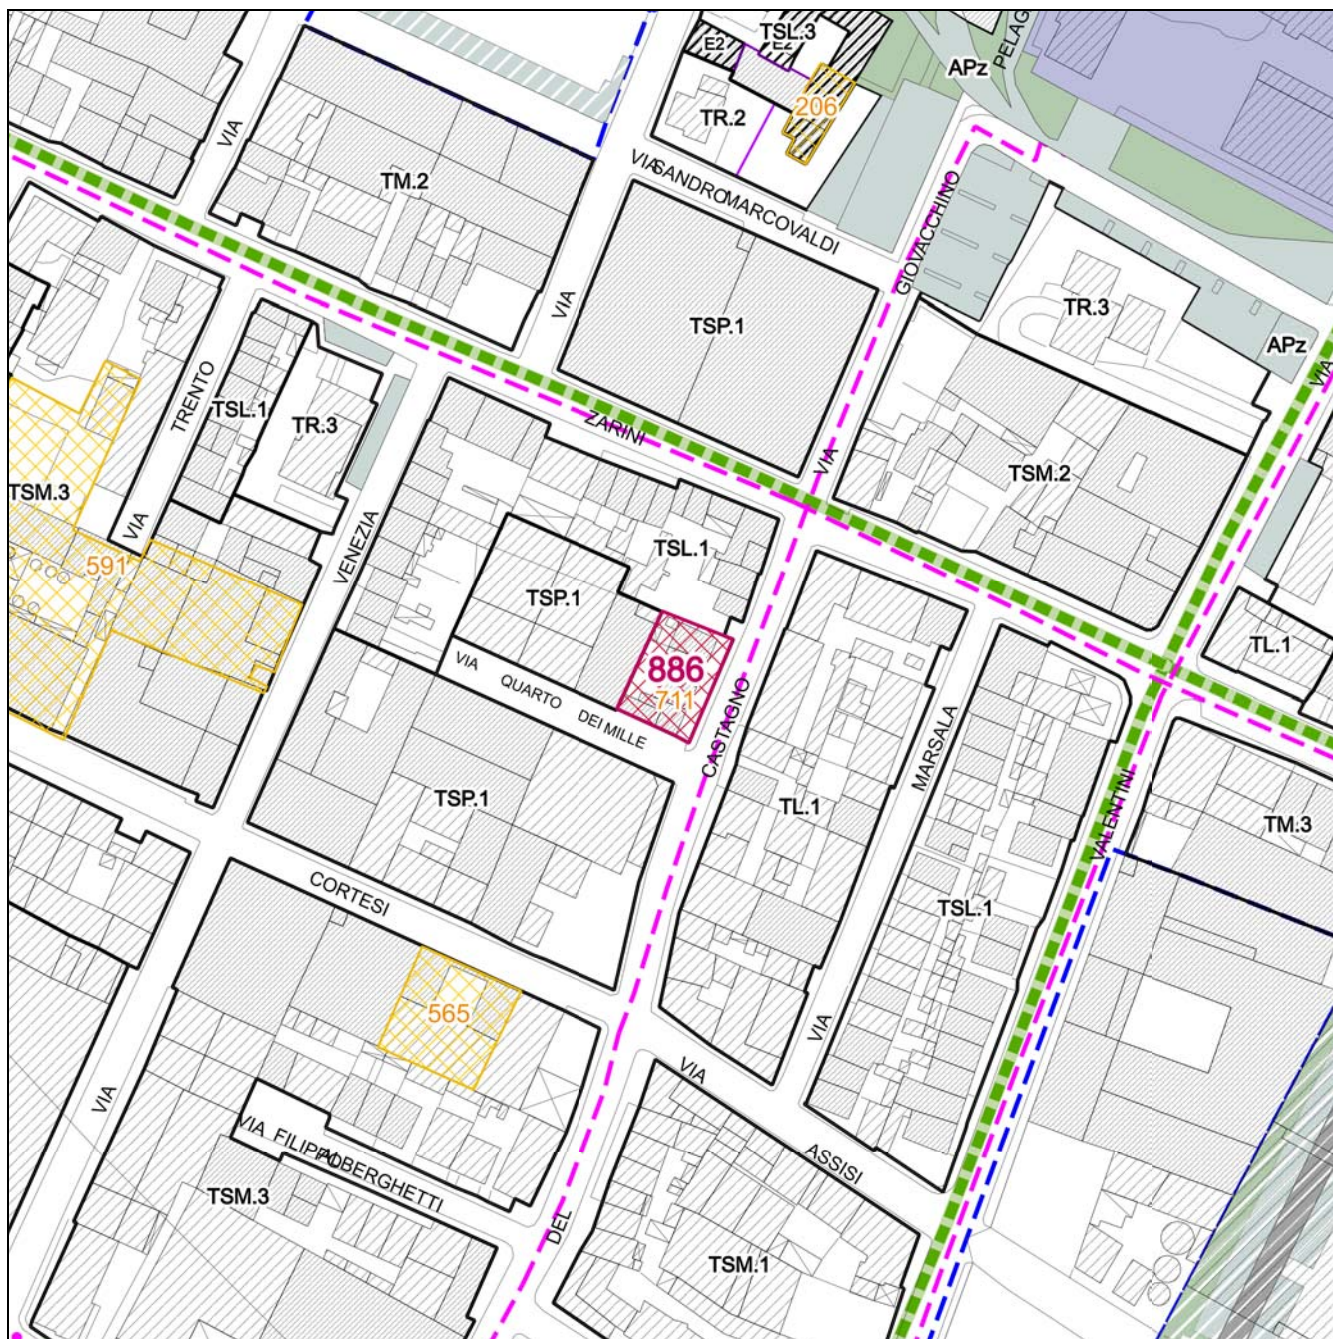 TSL.3
E2
E2
PELAG
APz
206
TR.2
VIA
TM.2
VIA
SANDRO
MARCOVALDI
GIOVACCHINO
VIA
TSP.1
TR.3
APz
VIA
TRENTO
TSL.1
TR.3
ZARINI
VIA
TSM.2
TSM.3
VIA
591
VENEZIA
TSL.1
TSP.1
TL.1
VIA
QUARTO
DEI MILLE
886
711
CASTAGNO
MARSALA
TSP.1
TL.1
VALENTINI
TM.3
CORTESI
TSL.1
565
VIA
VIA
VIA
VIA FILIPPO
ALBERGHETTI
ASSISI
TSM.3
DEL
TSM.1